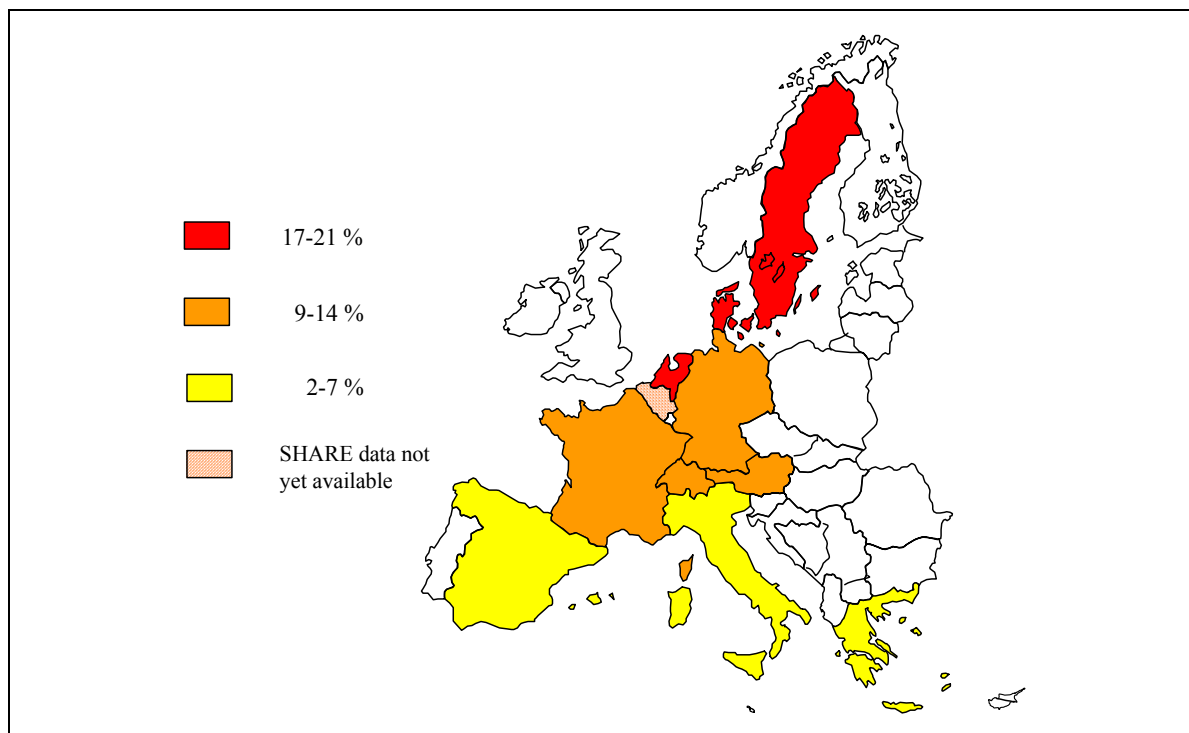 17-21 %
9-14 %
2-7 %
SHARE data not
yet available